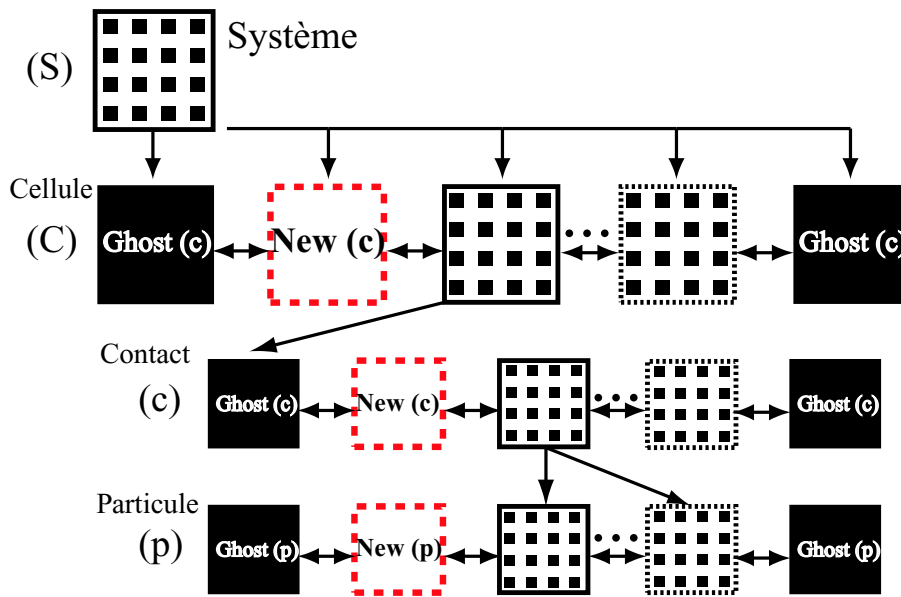 Système
(S)
Cellule
(C)
Ghost (c)
New (c)
Ghost (c)
Contact
(c)
Ghost (c)
New (c)
Ghost (c)
Particule
(p)
Ghost (p)
New (p)
Ghost (p)